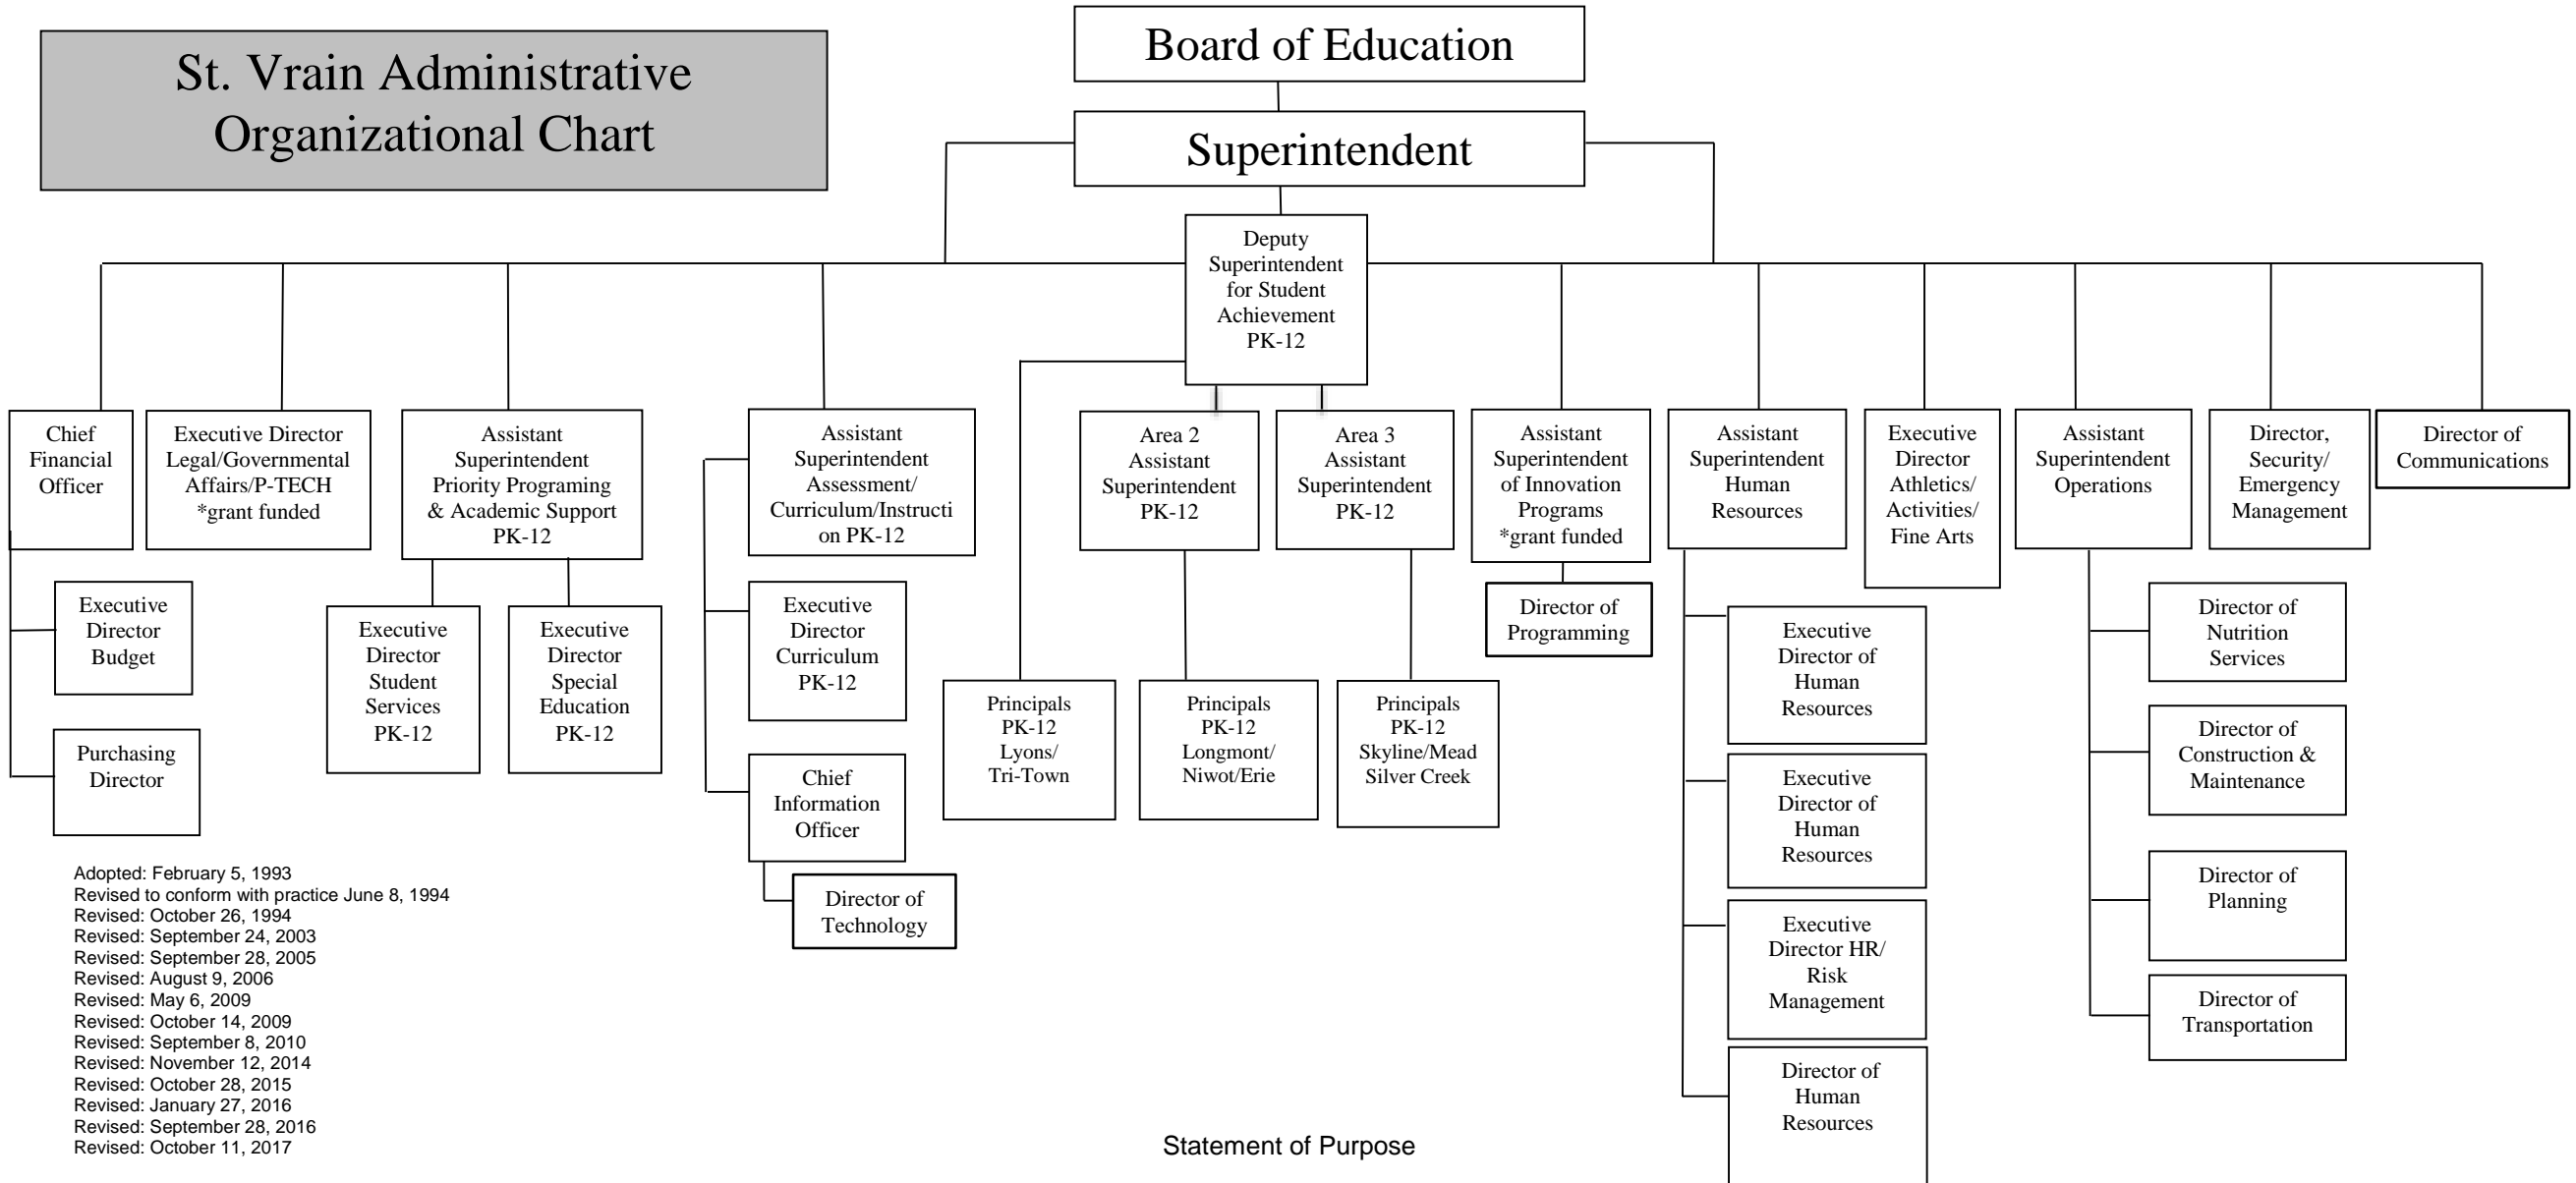 St. Vrain Administrative
Organizational Chart
Board of Education
Superintendent
Deputy
Superintendent
for Student
Achievement
PK-12
Chief
Financial
Officer
Executive Director
Legal/Governmental
Affairs/P-TECH
*grant funded
Assistant
Superintendent
Priority Programing
& Academic Support
PK-12
Assistant
Superintendent
Assessment/
Curriculum/Instructi
on PK-12
Area 2
Assistant
Superintendent
PK-12
Area 3
Assistant
Superintendent
PK-12
Assistant
Superintendent
of Innovation
Programs
*grant funded
Assistant
Superintendent
Human
Resources
Executive
Director
Athletics/
Activities/
Fine Arts
Assistant
Superintendent
Operations
Director,
Security/
Emergency
Management
Director of
Communications
Executive
Director
Budget
Purchasing
Director
Executive
Director
Student
Services
PK-12
Executive
Director
Special
Education
PK-12
Executive
Director
Curriculum
PK-12
Chief
Information
Officer
Director of
Technology
Principals
PK-12
Lyons/
Tri-Town
Principals
PK-12
Longmont/
Niwot/Erie
Principals
PK-12
Skyline/Mead
Silver Creek
Director of
Programming
Executive
Director of
Human
Resources
Executive
Director of
Human
Resources
Executive
Director HR/
Risk
Management
Director of
Human
Resources
Director of
Nutrition
Services
Director of
Construction &
Maintenance
Director of
Planning
Director of
Transportation
Adopted: February 5, 1993
Revised to conform with practice June 8, 1994
Revised: October 26, 1994
Revised: September 24, 2003
Revised: September 28, 2005
Revised: August 9, 2006
Revised: May 6, 2009
Revised: October 14, 2009
Revised: September 8, 2010
Revised: November 12, 2014
Revised: October 28, 2015
Revised: January 27, 2016
Revised: September 28, 2016
Revised: October 11, 2017
Statement of Purpose